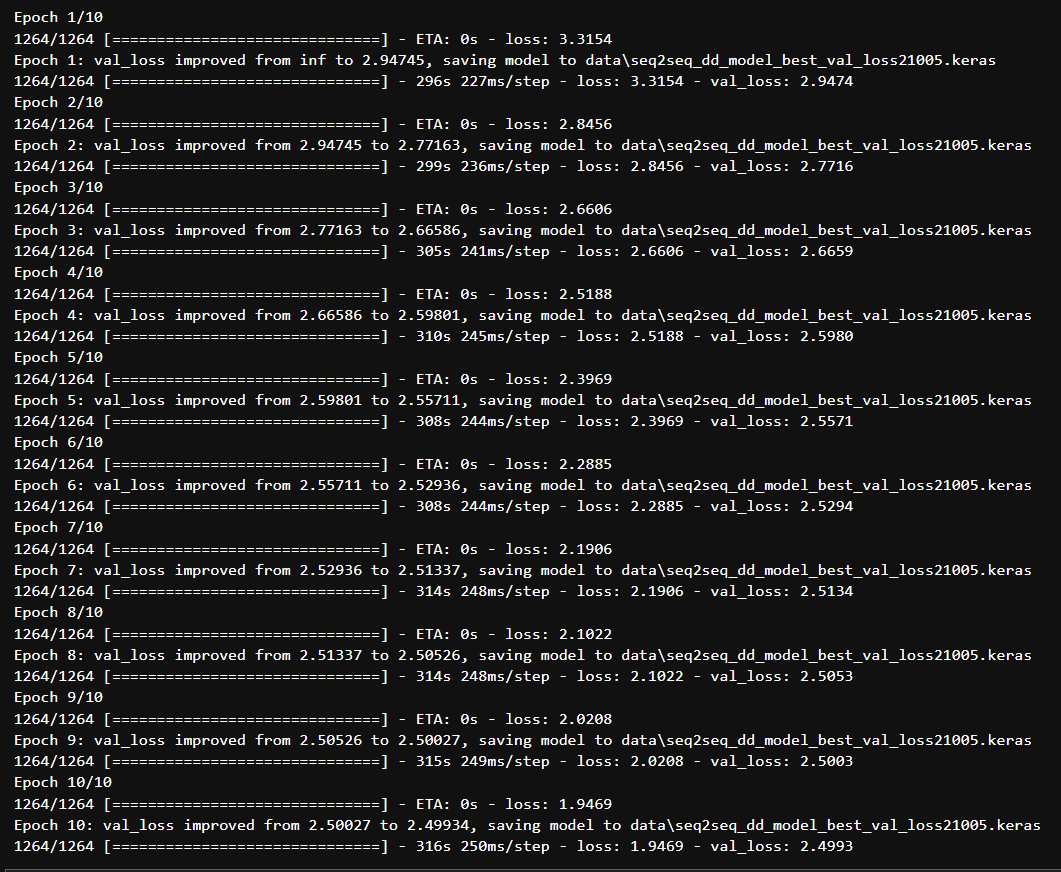 Epoch 1/10
1264/1264 [==============================] - ETA: 0s - loss: 3.3154
Epoch 1: val_loss improved from inf to 2.94745, saving model to data\seq2seq_dd_model_best_val_loss21005.keras
1264/1264 [==============================] - 296s 227ms/step - loss: 3.3154 - val_loss: 2.9474
Epoch 2/10
1264/1264 [==============================] - ETA: 0s - loss: 2.8456
Epoch 2: val_loss improved from 2.94745 to 2.77163, saving model to data\seq2seq_dd_model_best_val_loss21005.keras
1264/1264 [==============================] - 299s 236ms/step - loss: 2.8456 - val_loss: 2.7716
Epoch 3/10
1264/1264 [==============================] - ETA: 0s - loss: 2.6606
Epoch 3: val_loss improved from 2.77163 to 2.66586, saving model to data\seq2seq_dd_model_best_val_loss21005.keras
1264/1264 [==============================] - 305s 241ms/step - loss: 2.6606 - val_loss: 2.6659
Epoch 4/10
1264/1264 [==============================] - ETA: 0s - loss: 2.5188
Epoch 4: val_loss improved from 2.66586 to 2.59801, saving model to data\seq2seq_dd_model_best_val_loss21005.keras
1264/1264 [==============================] - 310s 245ms/step - loss: 2.5188 - val_loss: 2.5980
Epoch 5/10
1264/1264 [==============================] - ETA: 0s - loss: 2.3969
Epoch 5: val_loss improved from 2.59801 to 2.55711, saving model to data\seq2seq_dd_model_best_val_loss21005.keras
1264/1264 [==============================] - 308s 244ms/step - loss: 2.3969 - val_loss: 2.5571
Epoch 6/10
1264/1264 [==============================] - ETA: 0s - loss: 2.2885
Epoch 6: val_loss improved from 2.55711 to 2.52936, saving model to data\seq2seq_dd_model_best_val_loss21005.keras
1264/1264 [==============================] - 308s 244ms/step - loss: 2.2885 - val_loss: 2.5294
Epoch 7/10
1264/1264 [==============================] - ETA: 0s - loss: 2.1906
Epoch 7: val_loss improved from 2.52936 to 2.51337, saving model to data\seq2seq_dd_model_best_val_loss21005.keras
1264/1264 [==============================] - 314s 248ms/step - loss: 2.1906 - val_loss: 2.5134
Epoch 8/10
1264/1264 [==============================] - ETA: 0s - loss: 2.1022
Epoch 8: val_loss improved from 2.51337 to 2.50526, saving model to data\seq2seq_dd_model_best_val_loss21005.keras
1264/1264 [==============================] - 314s 248ms/step - loss: 2.1022 - val_loss: 2.5053
Epoch 9/10
1264/1264 [==============================] - ETA: 0s - loss: 2.0208
Epoch 9: val_loss improved from 2.50526 to 2.50027, saving model to data\seq2seq_dd_model_best_val_loss21005.keras
1264/1264 [==============================] - 315s 249ms/step - loss: 2.0208 - val_loss: 2.5003
Epoch 10/10
1264/1264 [==============================] - ETA: 0s - loss: 1.9469
Epoch 10: val_loss improved from 2.50027 to 2.49934, saving model to data\seq2seq_dd_model_best_val_loss21005.keras
1264/1264 [==============================] - 316s 250ms/step - loss: 1.9469 - val_loss: 2.4993